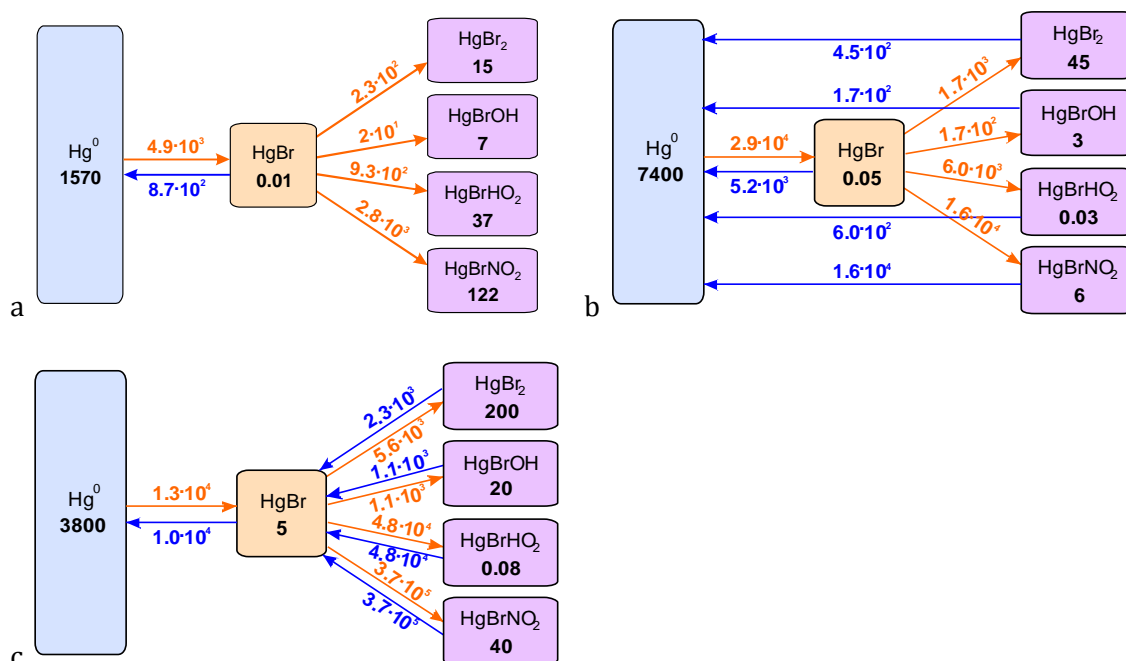 a
Hg⁰
1570
4.9·10³
8.7·10²
HgBr
0.01
2.3·10²
2·10¹
9.3·10²
2.8·10³
HgBr₂
15
HgBrOH
7
HgBrHO₂
37
HgBrNO₂
122
b
Hg⁰
7400
4.5·10²
1.7·10²
2.9·10⁴
5.2·10³
6.0·10²
1.6·10⁴
HgBr
0.05
1.7·10³
1.7·10²
6.0·10³
1.6·10⁴
HgBr₂
45
HgBrOH
3
HgBrHO₂
0.03
HgBrNO₂
6
c
Hg⁰
3800
1.3·10⁴
1.0·10⁴
HgBr
5
2.3·10³
5.6·10³
1.1·10³
1.1·10³
4.8·10⁴
4.8·10⁴
3.7·10⁵
3.7·10⁵
HgBr₂
200
HgBrOH
20
HgBrHO₂
0.08
HgBrNO₂
40